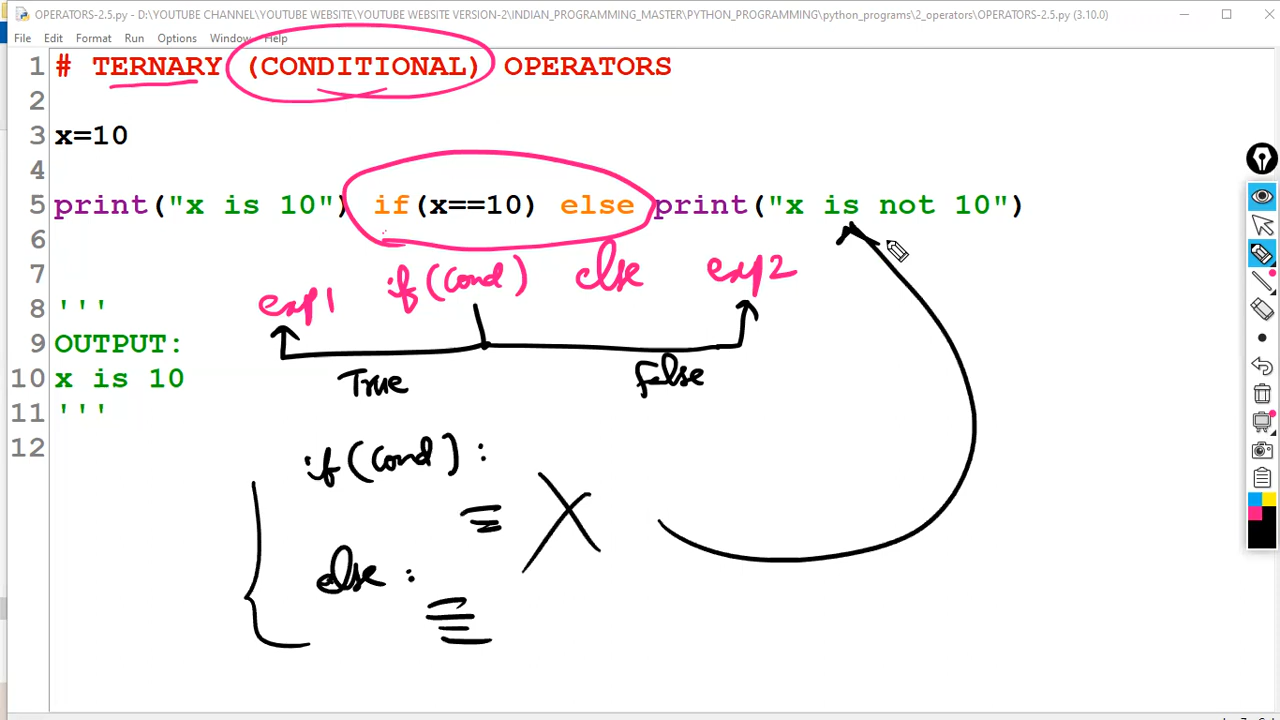 OPERATORS-2.5.py - D:\YOUTUBE CHANNEL\YOUTUBE WEBSITE\YOUTUBE WEBSITE VERSION-2\INDIAN_PROGRAMMING_MASTER\PYTHON_PROGRAMMING\python_programs\2_operators\OPERATORS-2.5.py (3.10.0)
File Edit Format Run Options Window Help
1 # TERNARY (CONDITIONAL) OPERATORS
2
3 x=10
4
5 print("x is 10") if(x==10) else print("x is not 10")
6
7 if (Cond) else exp2
exp1
8 '''
9 OUTPUT:
True False
10 x is 10
11 '''
12
if (Cond) :
else :